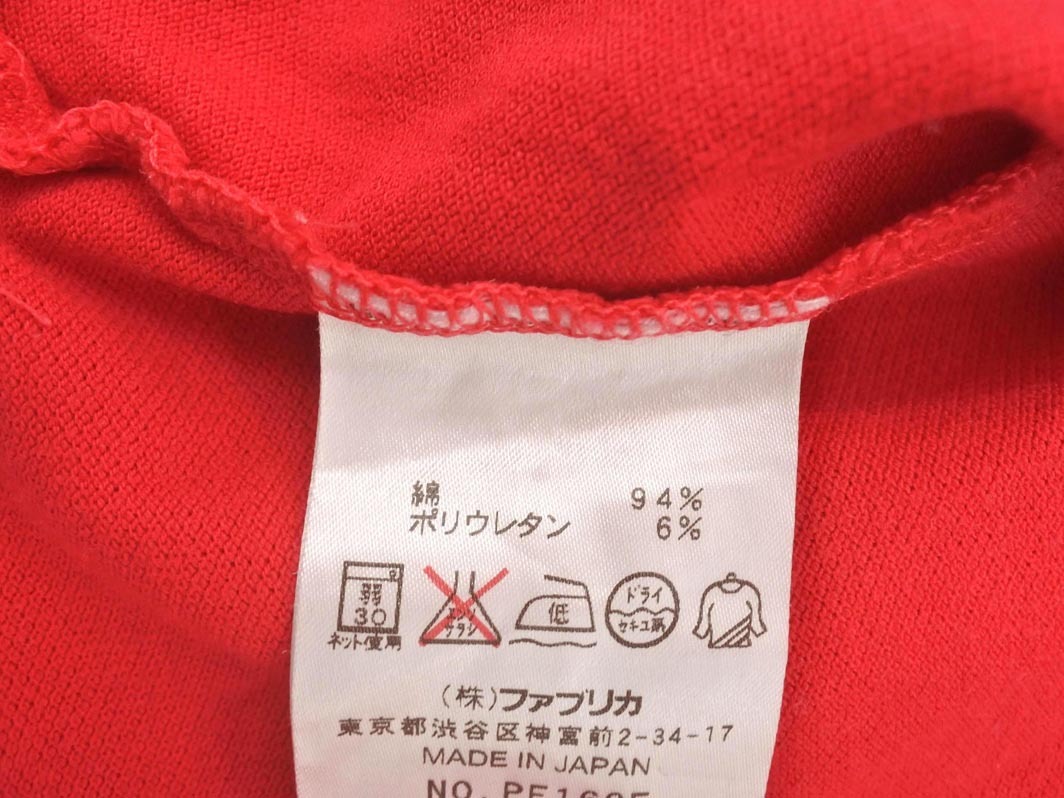 綿 94%
ポリウレタン 6%
弱
30
ネット使用
エンソ
サラシ
低
ドライ
セキユ系
(株)ファブリカ
東京都渋谷区神宮前2-34-17
MADE IN JAPAN